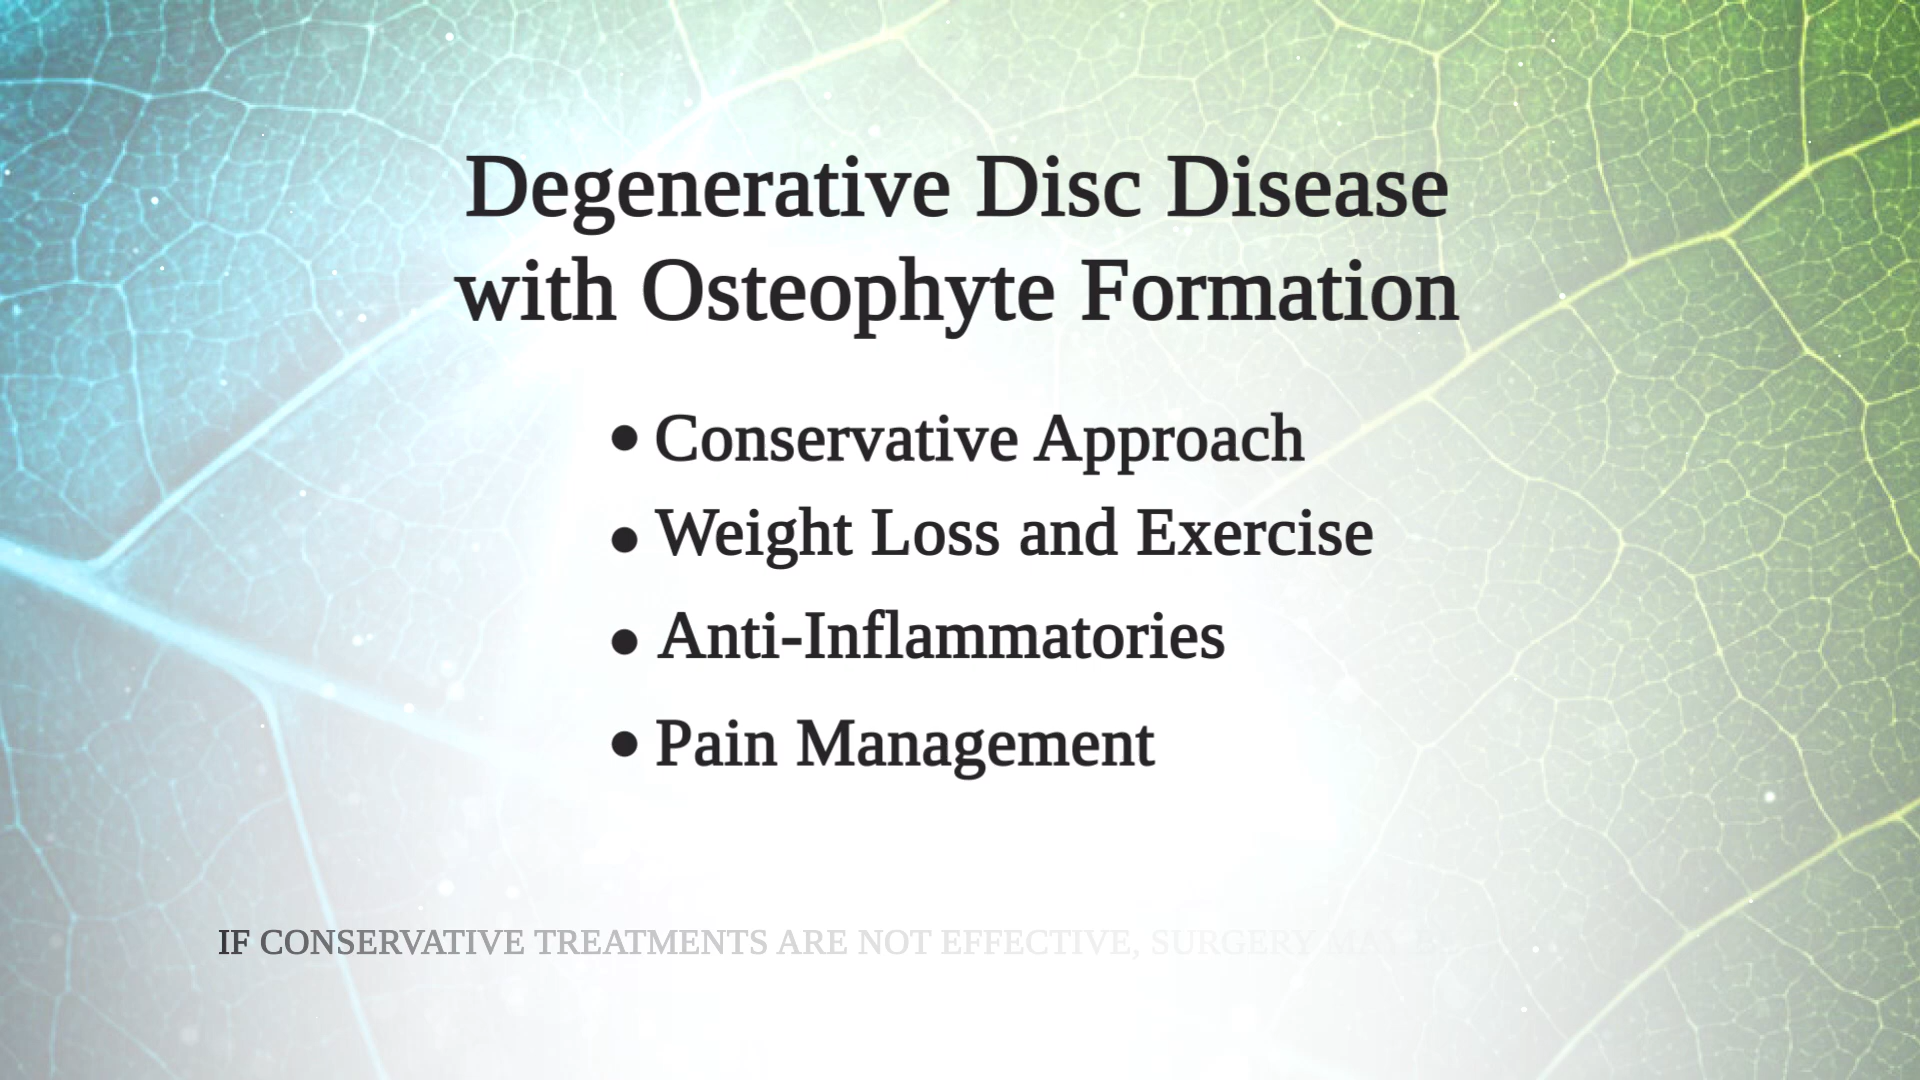 Degenerative Disc Disease
with Osteophyte Formation
• Conservative Approach
• Weight Loss and Exercise
• Anti-Inflammatories
• Pain Management
IF CONSERVATIVE TREATMENTS ARE NOT EFFECTIVE, SURGERY MAY